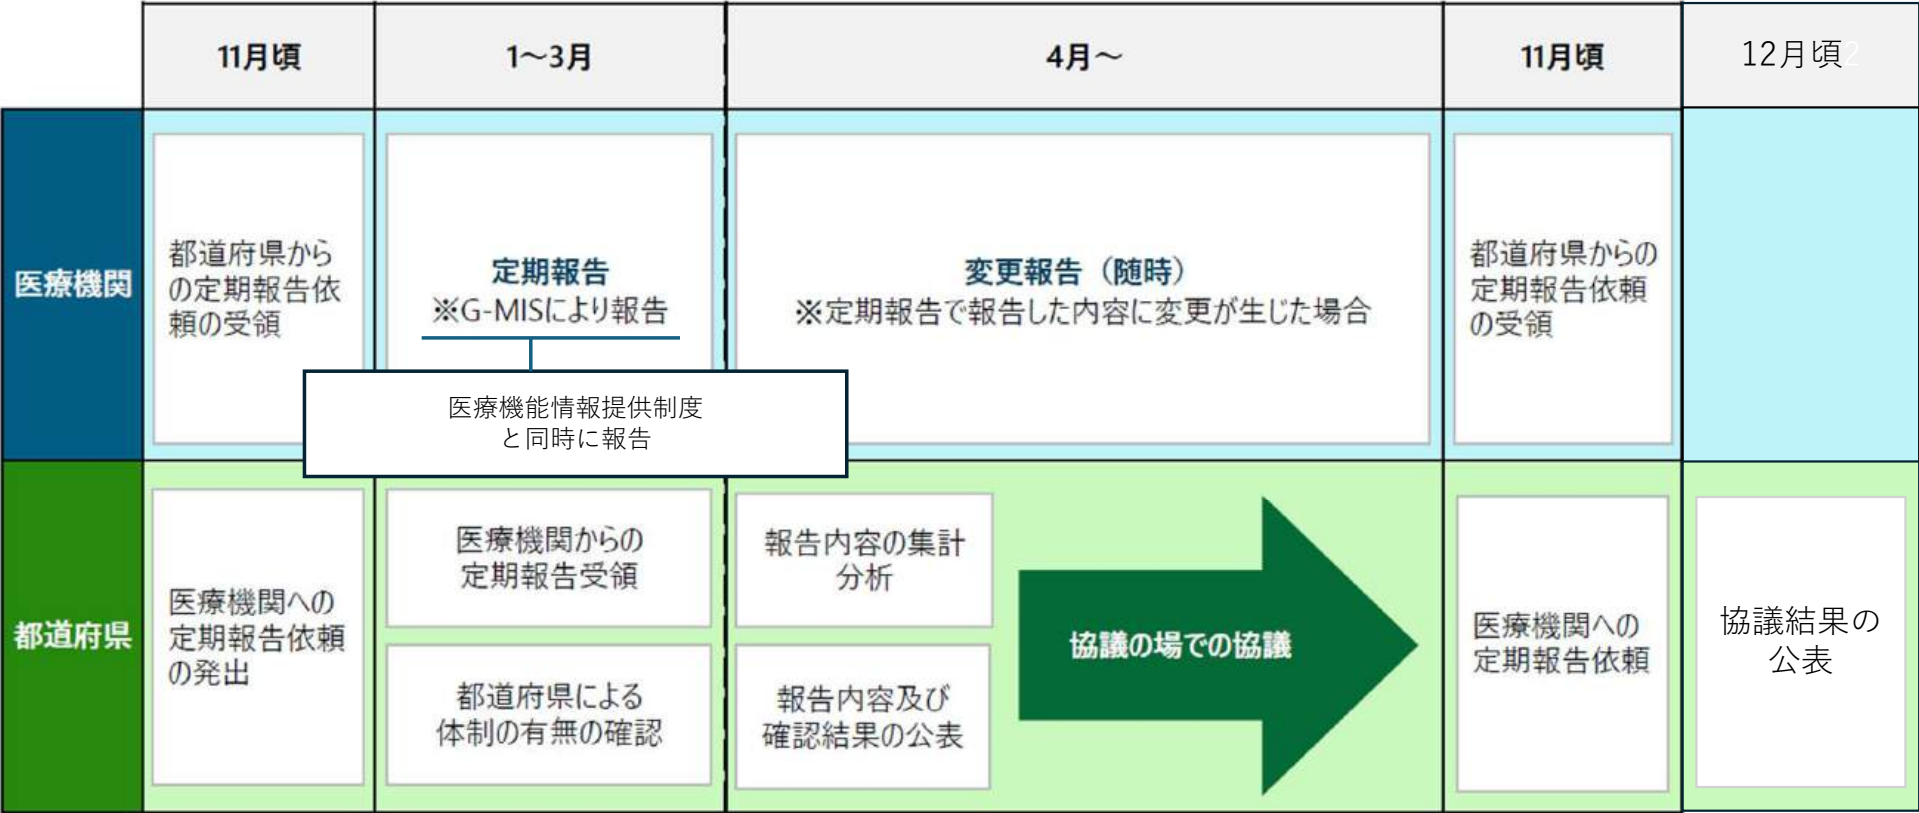 11月頃
1～3月
4月～
11月頃
12月頃2
医療機関
都道府県から
の定期報告依
頼の受領
定期報告
※G-MISにより報告
医療機能情報提供制度
と同時に報告
変更報告（随時）
※定期報告で報告した内容に変更が生じた場合
都道府県からの
定期報告依頼
の受領
都道府県
医療機関への
定期報告依頼
の発出
医療機関からの
定期報告受領
都道府県による
体制の有無の確認
報告内容の集計
分析
報告内容及び
確認結果の公表
協議の場での協議
医療機関への
定期報告依頼
協議結果の
公表